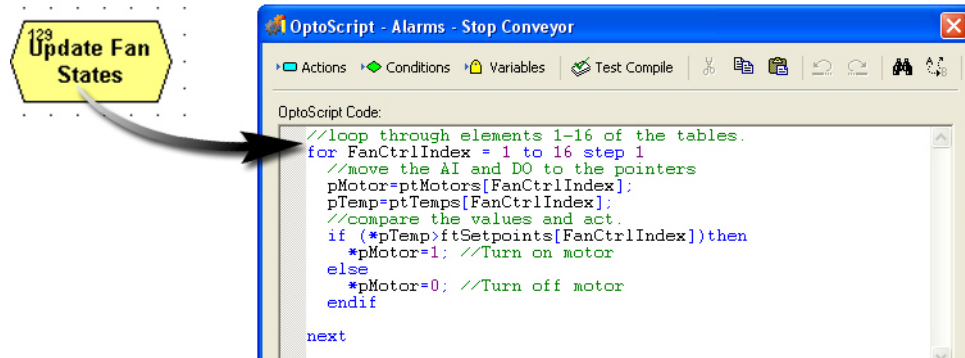 129
Update Fan
States
OptoScript - Alarms - Stop Conveyor
Actions Conditions Variables Test Compile
OptoScript Code:
//loop through elements 1-16 of the tables.
for FanCtrlIndex = 1 to 16 step 1
//move the AI and DO to the pointers
pMotor=ptMotors[FanCtrlIndex];
pTemp=ptTemps[FanCtrlIndex];
//compare the values and act.
if (*pTemp>ftSetpoints[FanCtrlIndex])then
*pMotor=1; //Turn on motor
else
*pMotor=0; //Turn off motor
endif
next